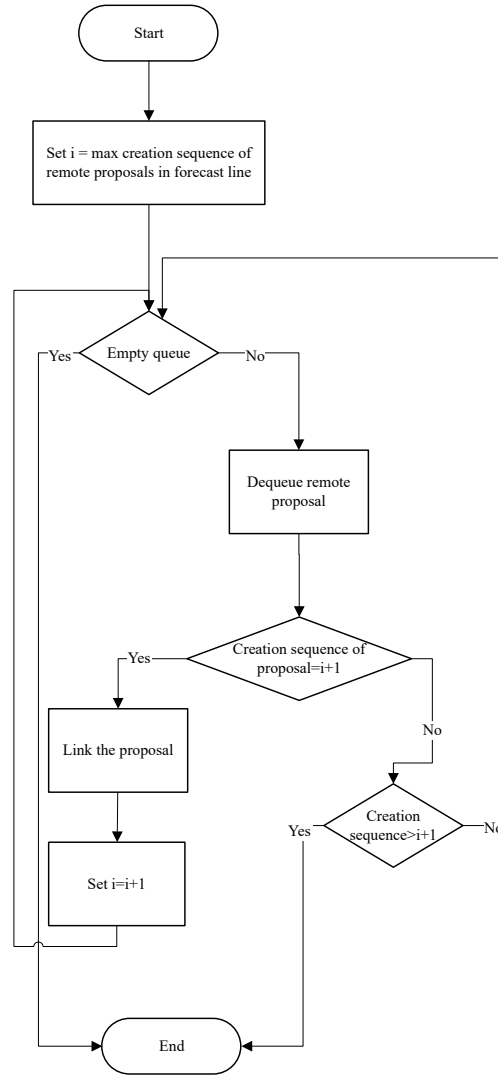 Start
Set i = max creation sequence of
remote proposals in forecast line
Empty queue
Yes
No
Dequeue remote
proposal
Creation sequence of
proposal=i+1
Yes
No
Link the proposal
Creation
sequence>i+1
Yes
No
Set i=i+1
End